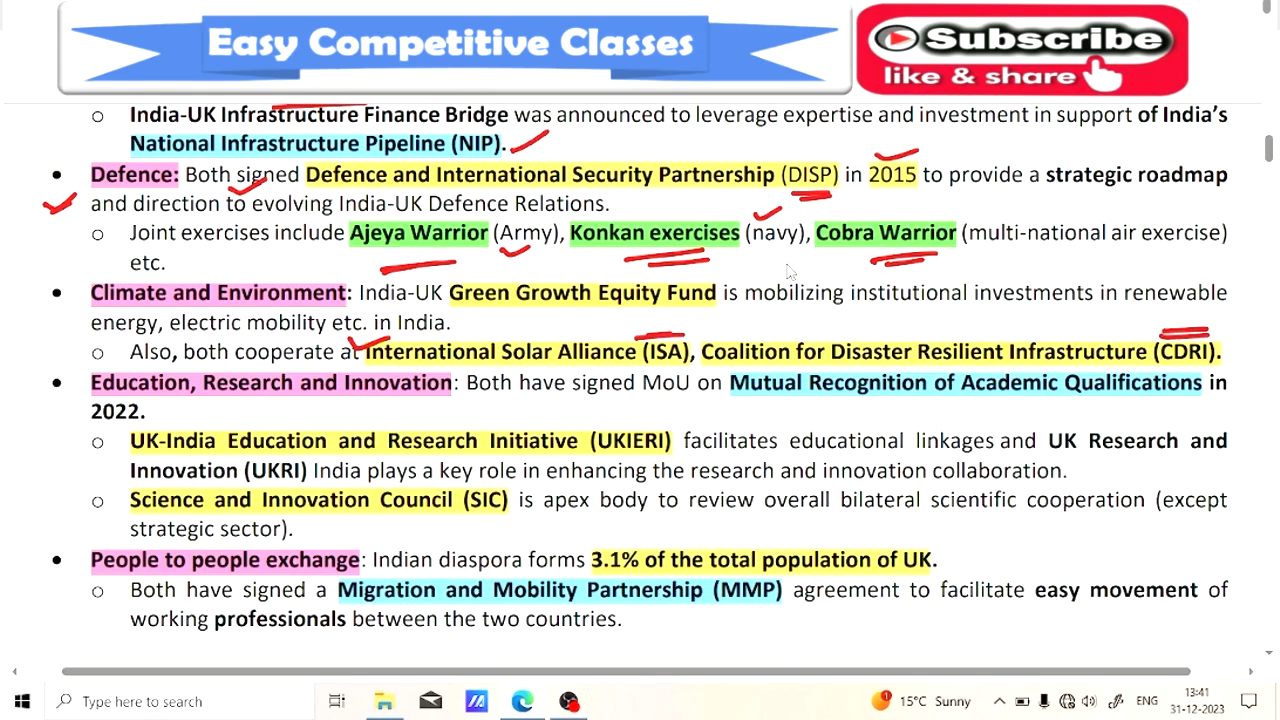 Easy Competitive Classes
Subscribe
like & share
o India-UK Infrastructure Finance Bridge was announced to leverage expertise and investment in support of India's
National Infrastructure Pipeline (NIP).
• Defence: Both signed Defence and International Security Partnership (DISP) in 2015 to provide a strategic roadmap
and direction to evolving India-UK Defence Relations.
o Joint exercises include Ajeya Warrior (Army), Konkan exercises (navy), Cobra Warrior (multi-national air exercise)
etc.
• Climate and Environment: India-UK Green Growth Equity Fund is mobilizing institutional investments in renewable
energy, electric mobility etc. in India.
o Also, both cooperate at International Solar Alliance (ISA), Coalition for Disaster Resilient Infrastructure (CDRI).
• Education, Research and Innovation: Both have signed MoU on Mutual Recognition of Academic Qualifications in
2022.
o UK-India Education and Research Initiative (UKIERI) facilitates educational linkages and UK Research and
Innovation (UKRI) India plays a key role in enhancing the research and innovation collaboration.
o Science and Innovation Council (SIC) is apex body to review overall bilateral scientific cooperation (except
strategic sector).
• People to people exchange: Indian diaspora forms 3.1% of the total population of UK.
o Both have signed a Migration and Mobility Partnership (MMP) agreement to facilitate easy movement of
working professionals between the two countries.
Type here to search
1
15°C Sunny
ENG
13:41
31-12-2023